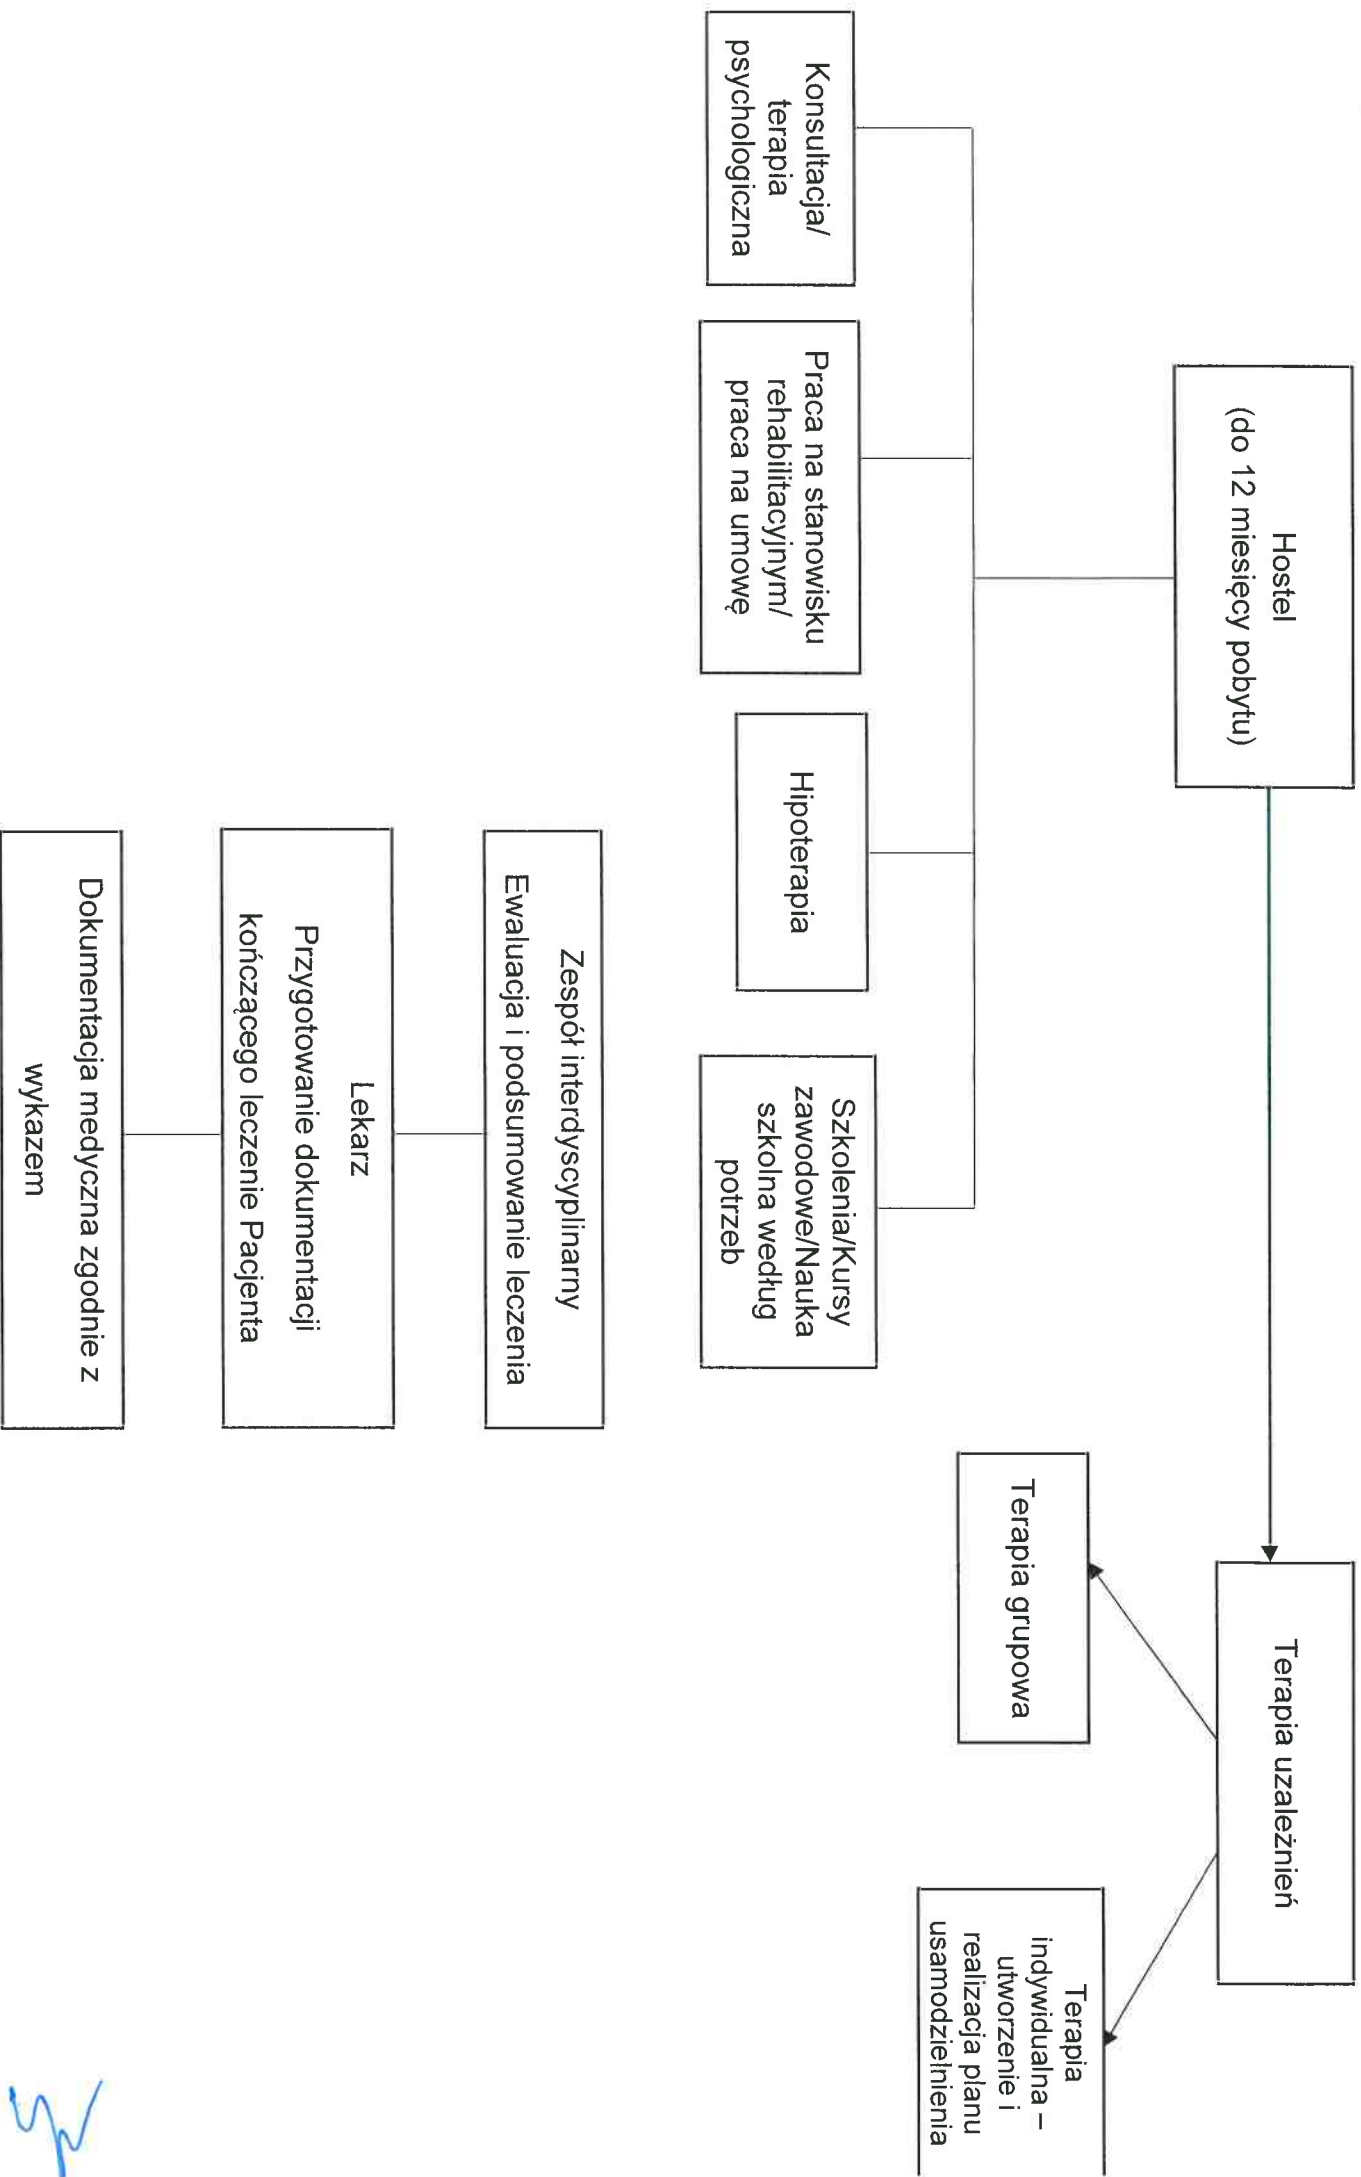 Hostel
(do 12 miesięcy pobytu)
Terapia uzależnień
Terapia grupowa
Terapia
indywidualna –
utworzenie i
realizacja planu
usamodzielnienia
Konsultacja/
terapia
psychologiczna
Praca na stanowisku
rehabilitacyjnym/
praca na umowę
Hipoterapia
Szkolenia/Kursy
zawodowe/Nauka
szkolna według
potrzeb
Zespół interdyscyplinarny
Ewaluacja i podsumowanie leczenia
Lekarz
Przygotowanie dokumentacji
kończącego leczenie Pacjenta
Dokumentacja medyczna zgodnie z
wykazem